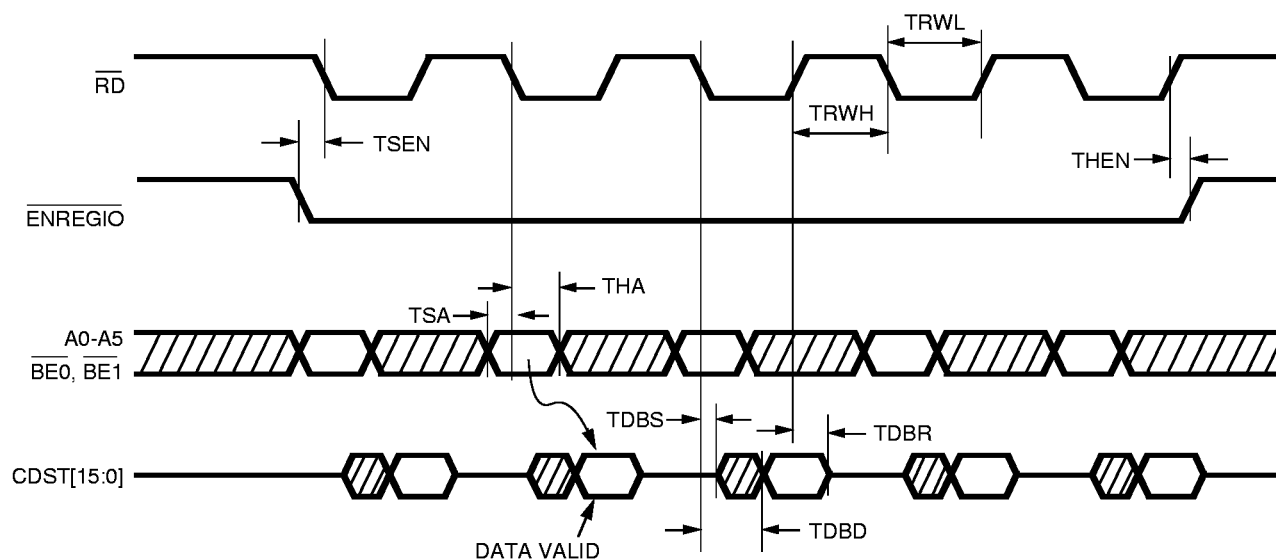 TRWL
RD
TRWH
TSEN
THEN
ENREGIO
THA
TSA
A0-A5
BE0, BE1
TDBS
TDBR
CDST[15:0]
TDBD
DATA VALID